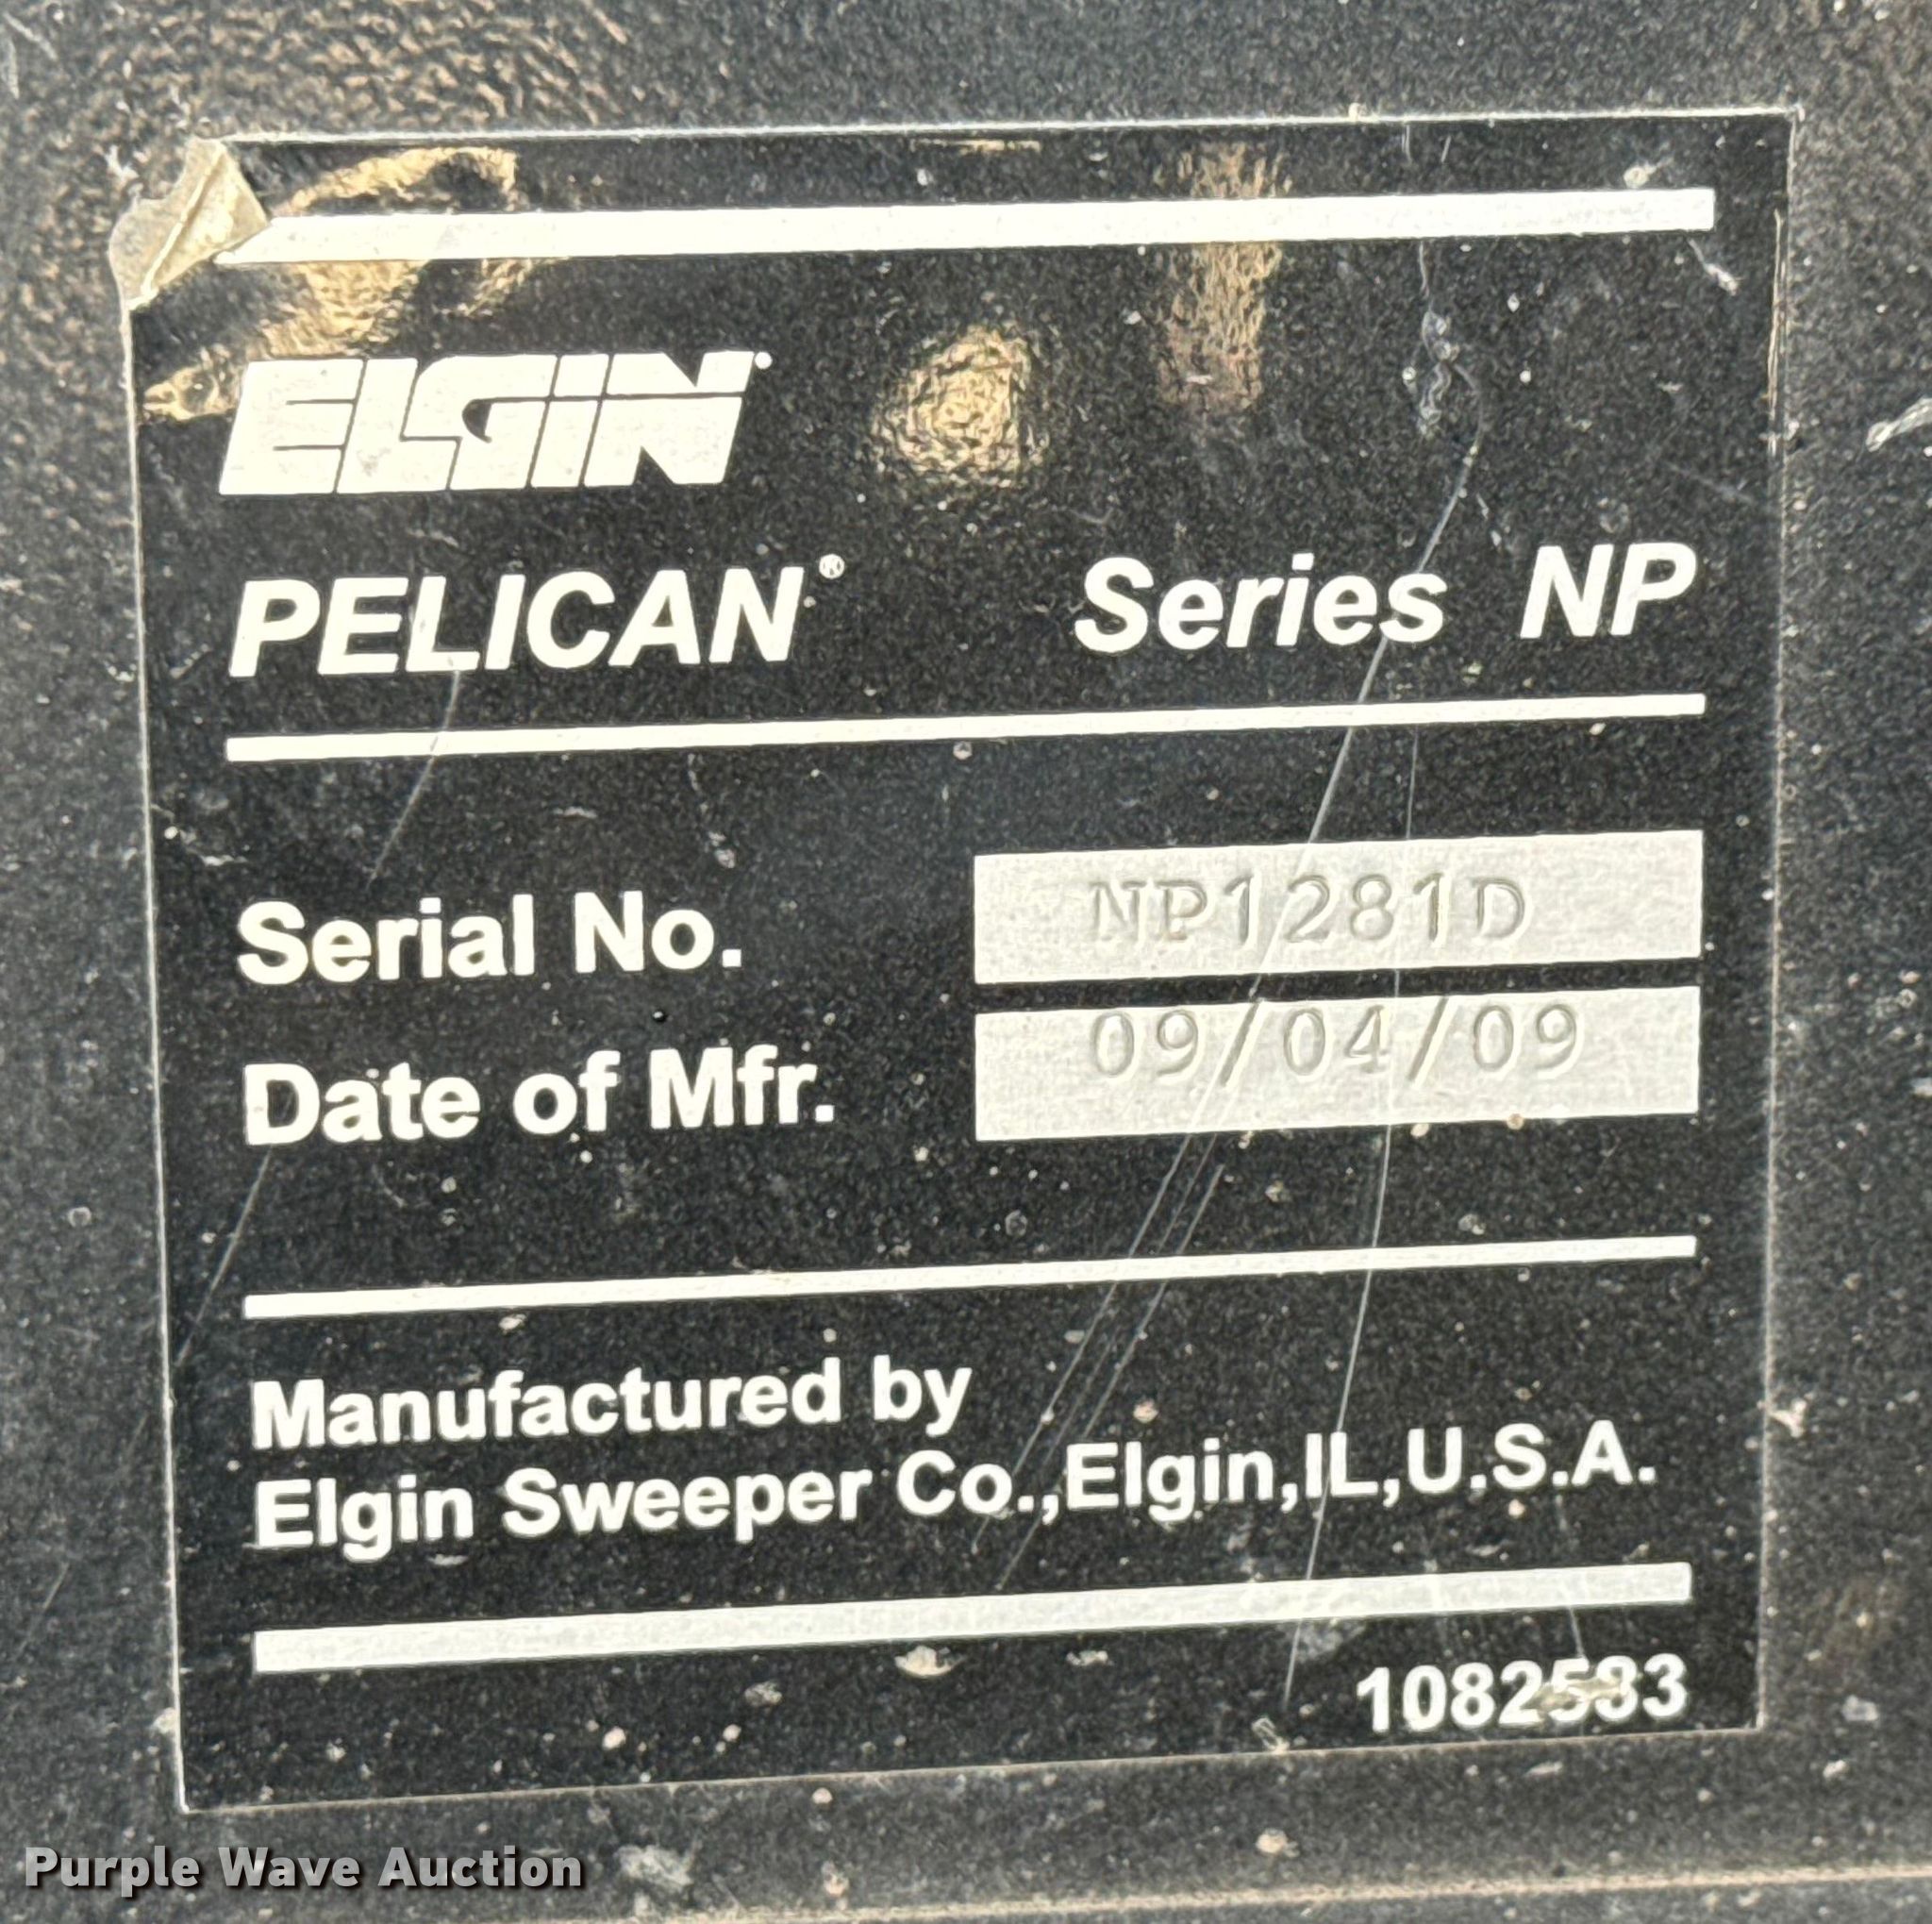 ELGIN
PELICAN® Series NP
Serial No. NP1281D
Date of Mfr. 09/04/09
Manufactured by
Elgin Sweeper Co.,Elgin,IL,U.S.A.
1082583
Purple Wave Auction